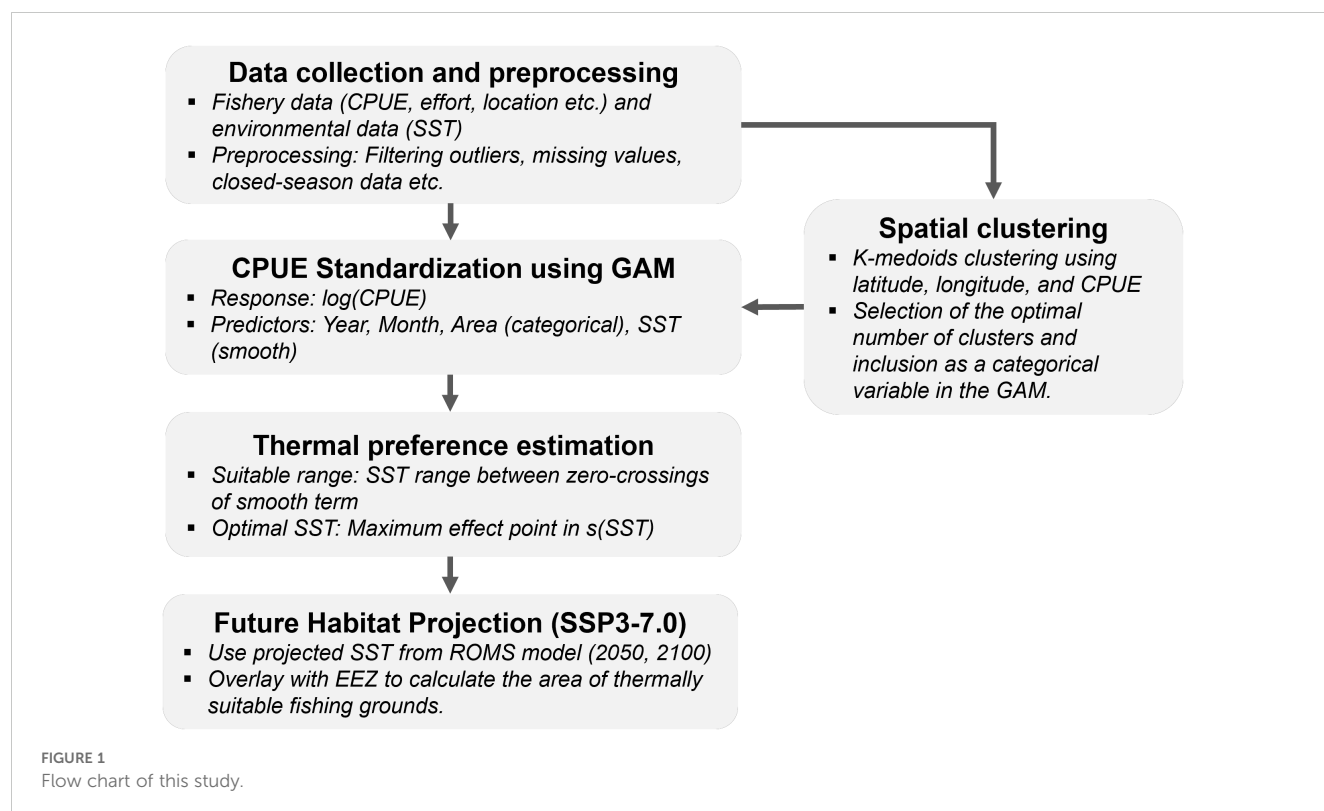 Data collection and preprocessing
▪ Fishery data (CPUE, effort, location etc.) and
environmental data (SST)
▪ Preprocessing: Filtering outliers, missing values,
closed-season data etc.
Spatial clustering
▪ K-medoids clustering using
latitude, longitude, and CPUE
▪ Selection of the optimal
number of clusters and
inclusion as a categorical
variable in the GAM.
CPUE Standardization using GAM
▪ Response: log(CPUE)
▪ Predictors: Year, Month, Area (categorical), SST
(smooth)
Thermal preference estimation
▪ Suitable range: SST range between zero-crossings
of smooth term
▪ Optimal SST: Maximum effect point in s(SST)
Future Habitat Projection (SSP3-7.0)
▪ Use projected SST from ROMS model (2050, 2100)
▪ Overlay with EEZ to calculate the area of thermally
suitable fishing grounds.
FIGURE 1
Flow chart of this study.